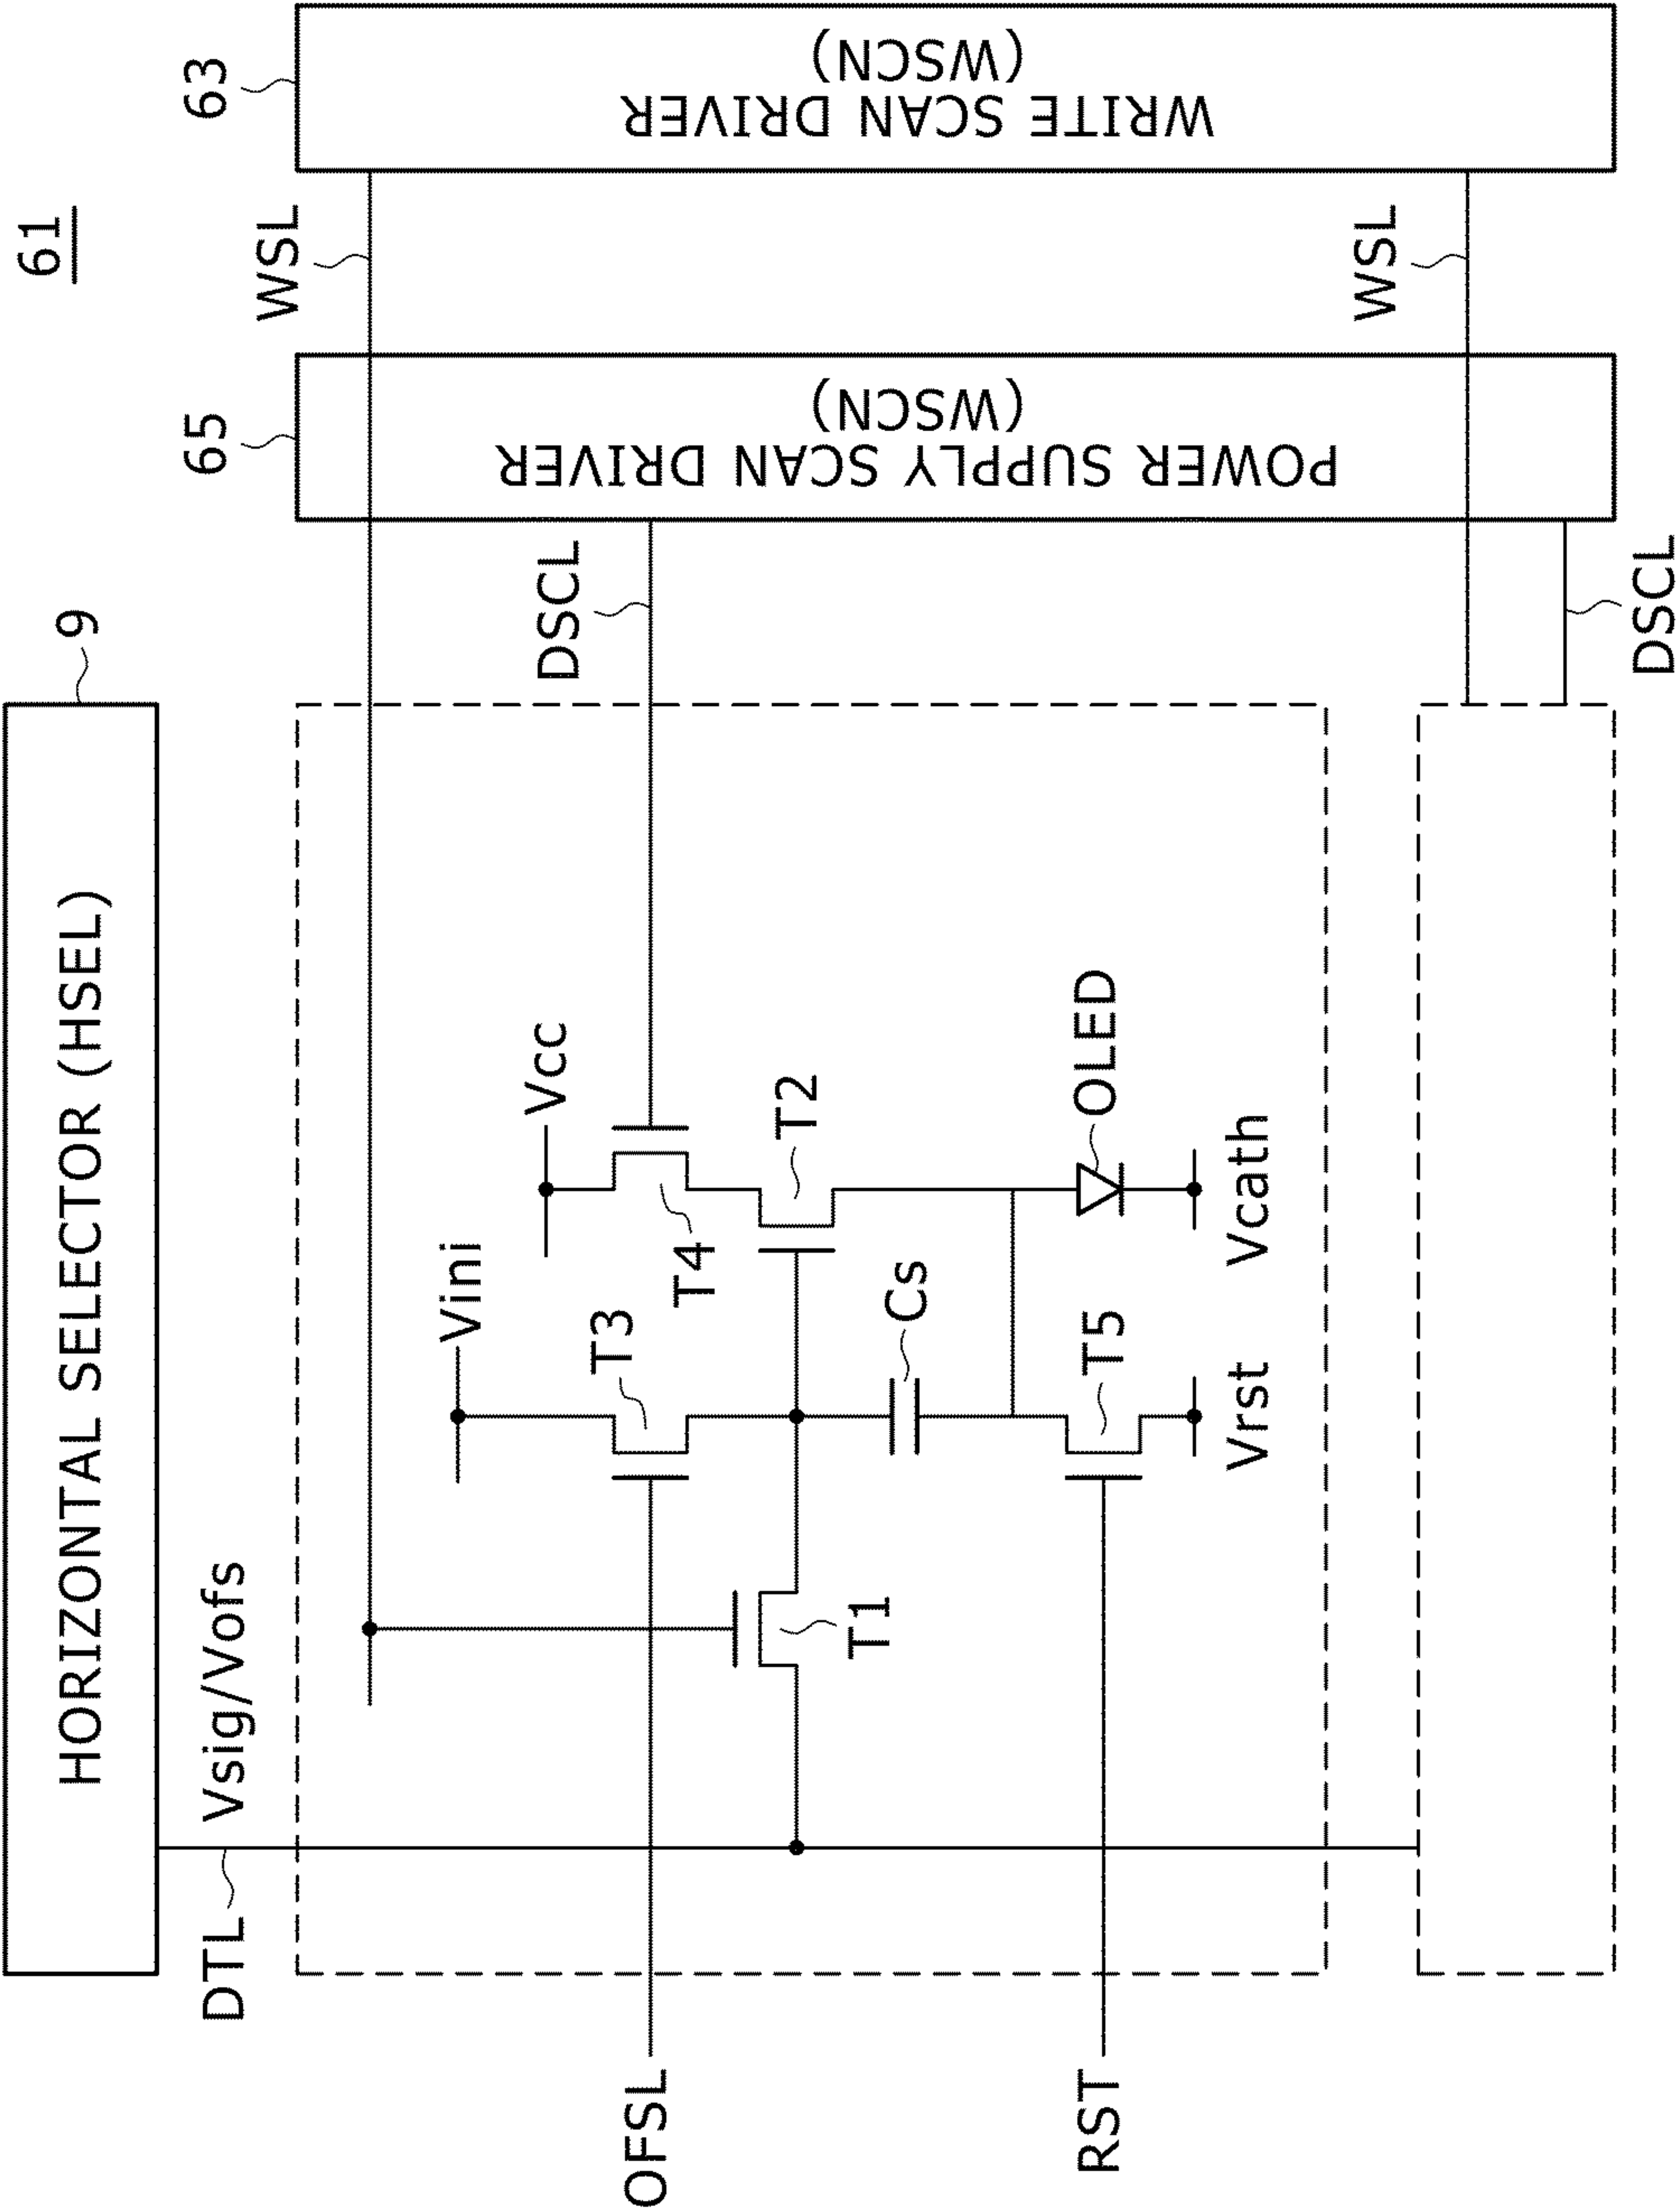 61
HORIZONTAL SELECTOR (HSEL)
9
DTL
Vsig/Vofs
WSL
63
65
WRITE SCAN DRIVER
(WSCN)
POWER SUPPLY SCAN DRIVER
(WSCN)
Vini
Vcc
DSCL
OFSL
T3
T4
T2
T1
Cs
OLED
RST
T5
Vrst
Vcath
WSL
DSCL